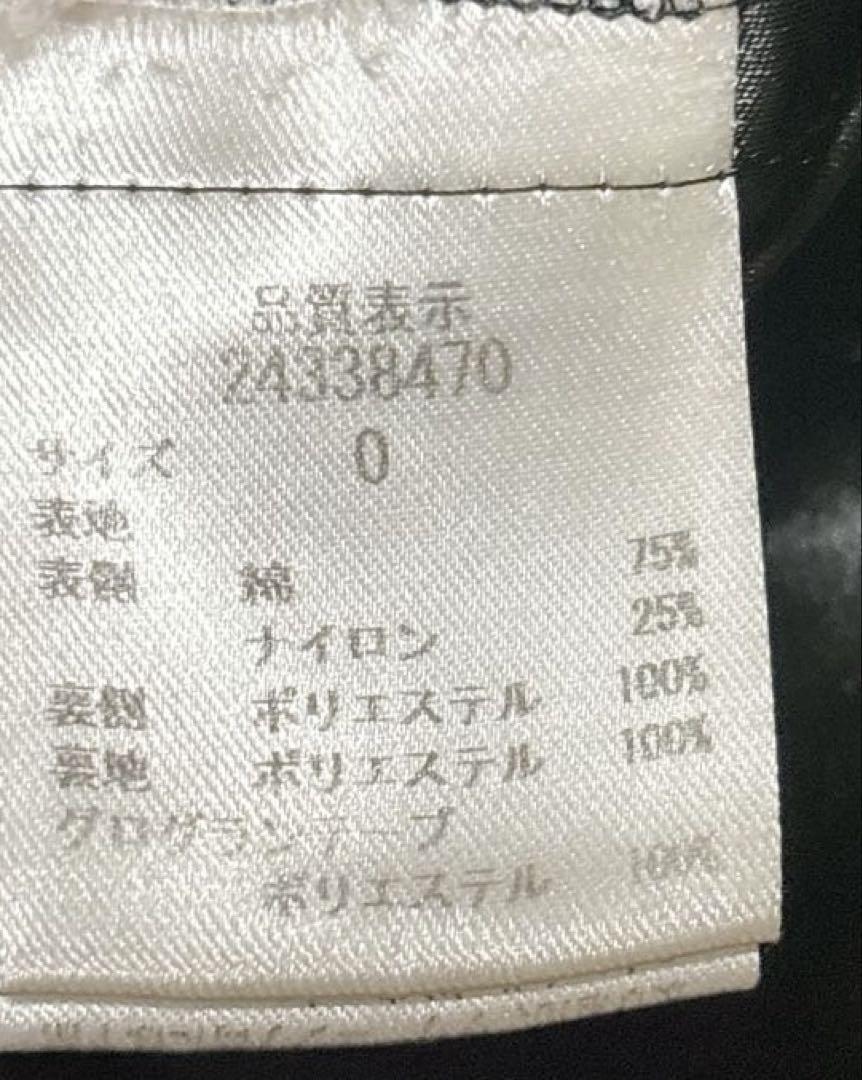 品質表示
24338470
サイズ 0
表地
表側 綿 75%
ナイロン 25%
裏側 ポリエステル 100%
裏地 ポリエステル 100%
グログランテープ
ポリエステル 100%